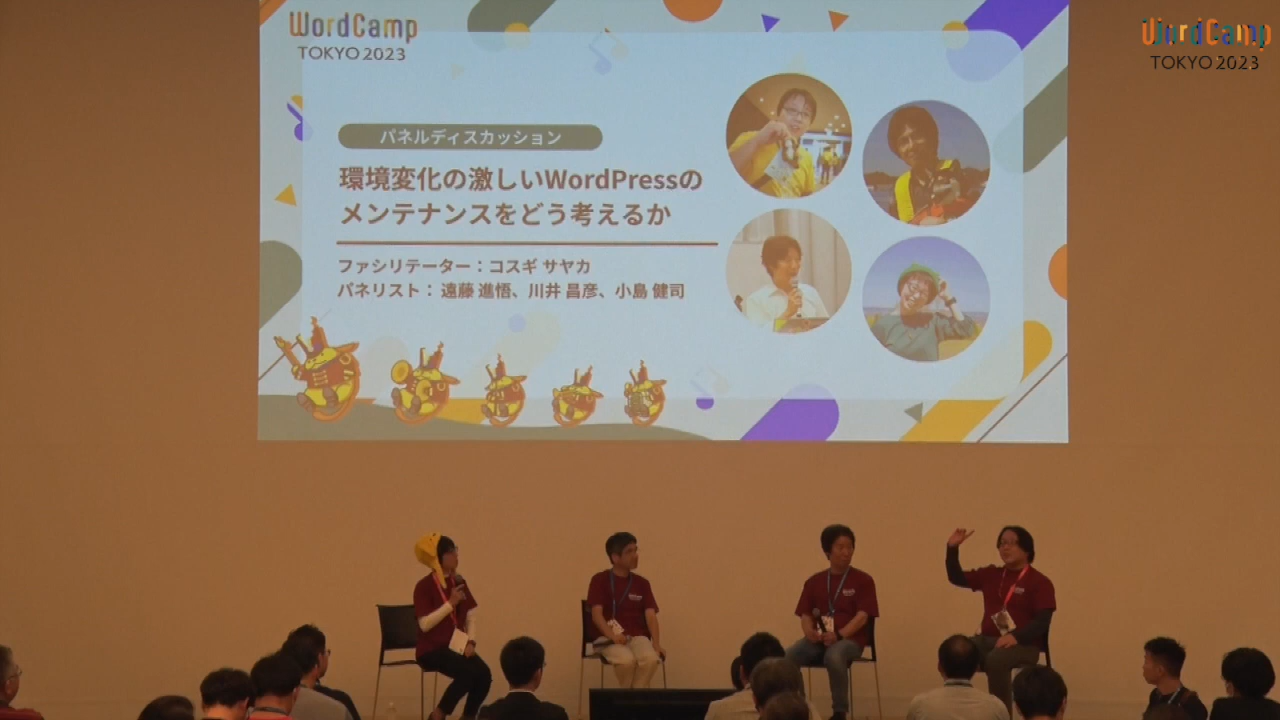 WordCamp
TOKYO 2023
パネルディスカッション
環境変化の激しいWordPressの
メンテナンスをどう考えるか
ファシリテーター：コスギ サヤカ
パネリスト： 遠藤 進悟、川井 昌彦、小島 健司
WordCamp
TOKYO 2023